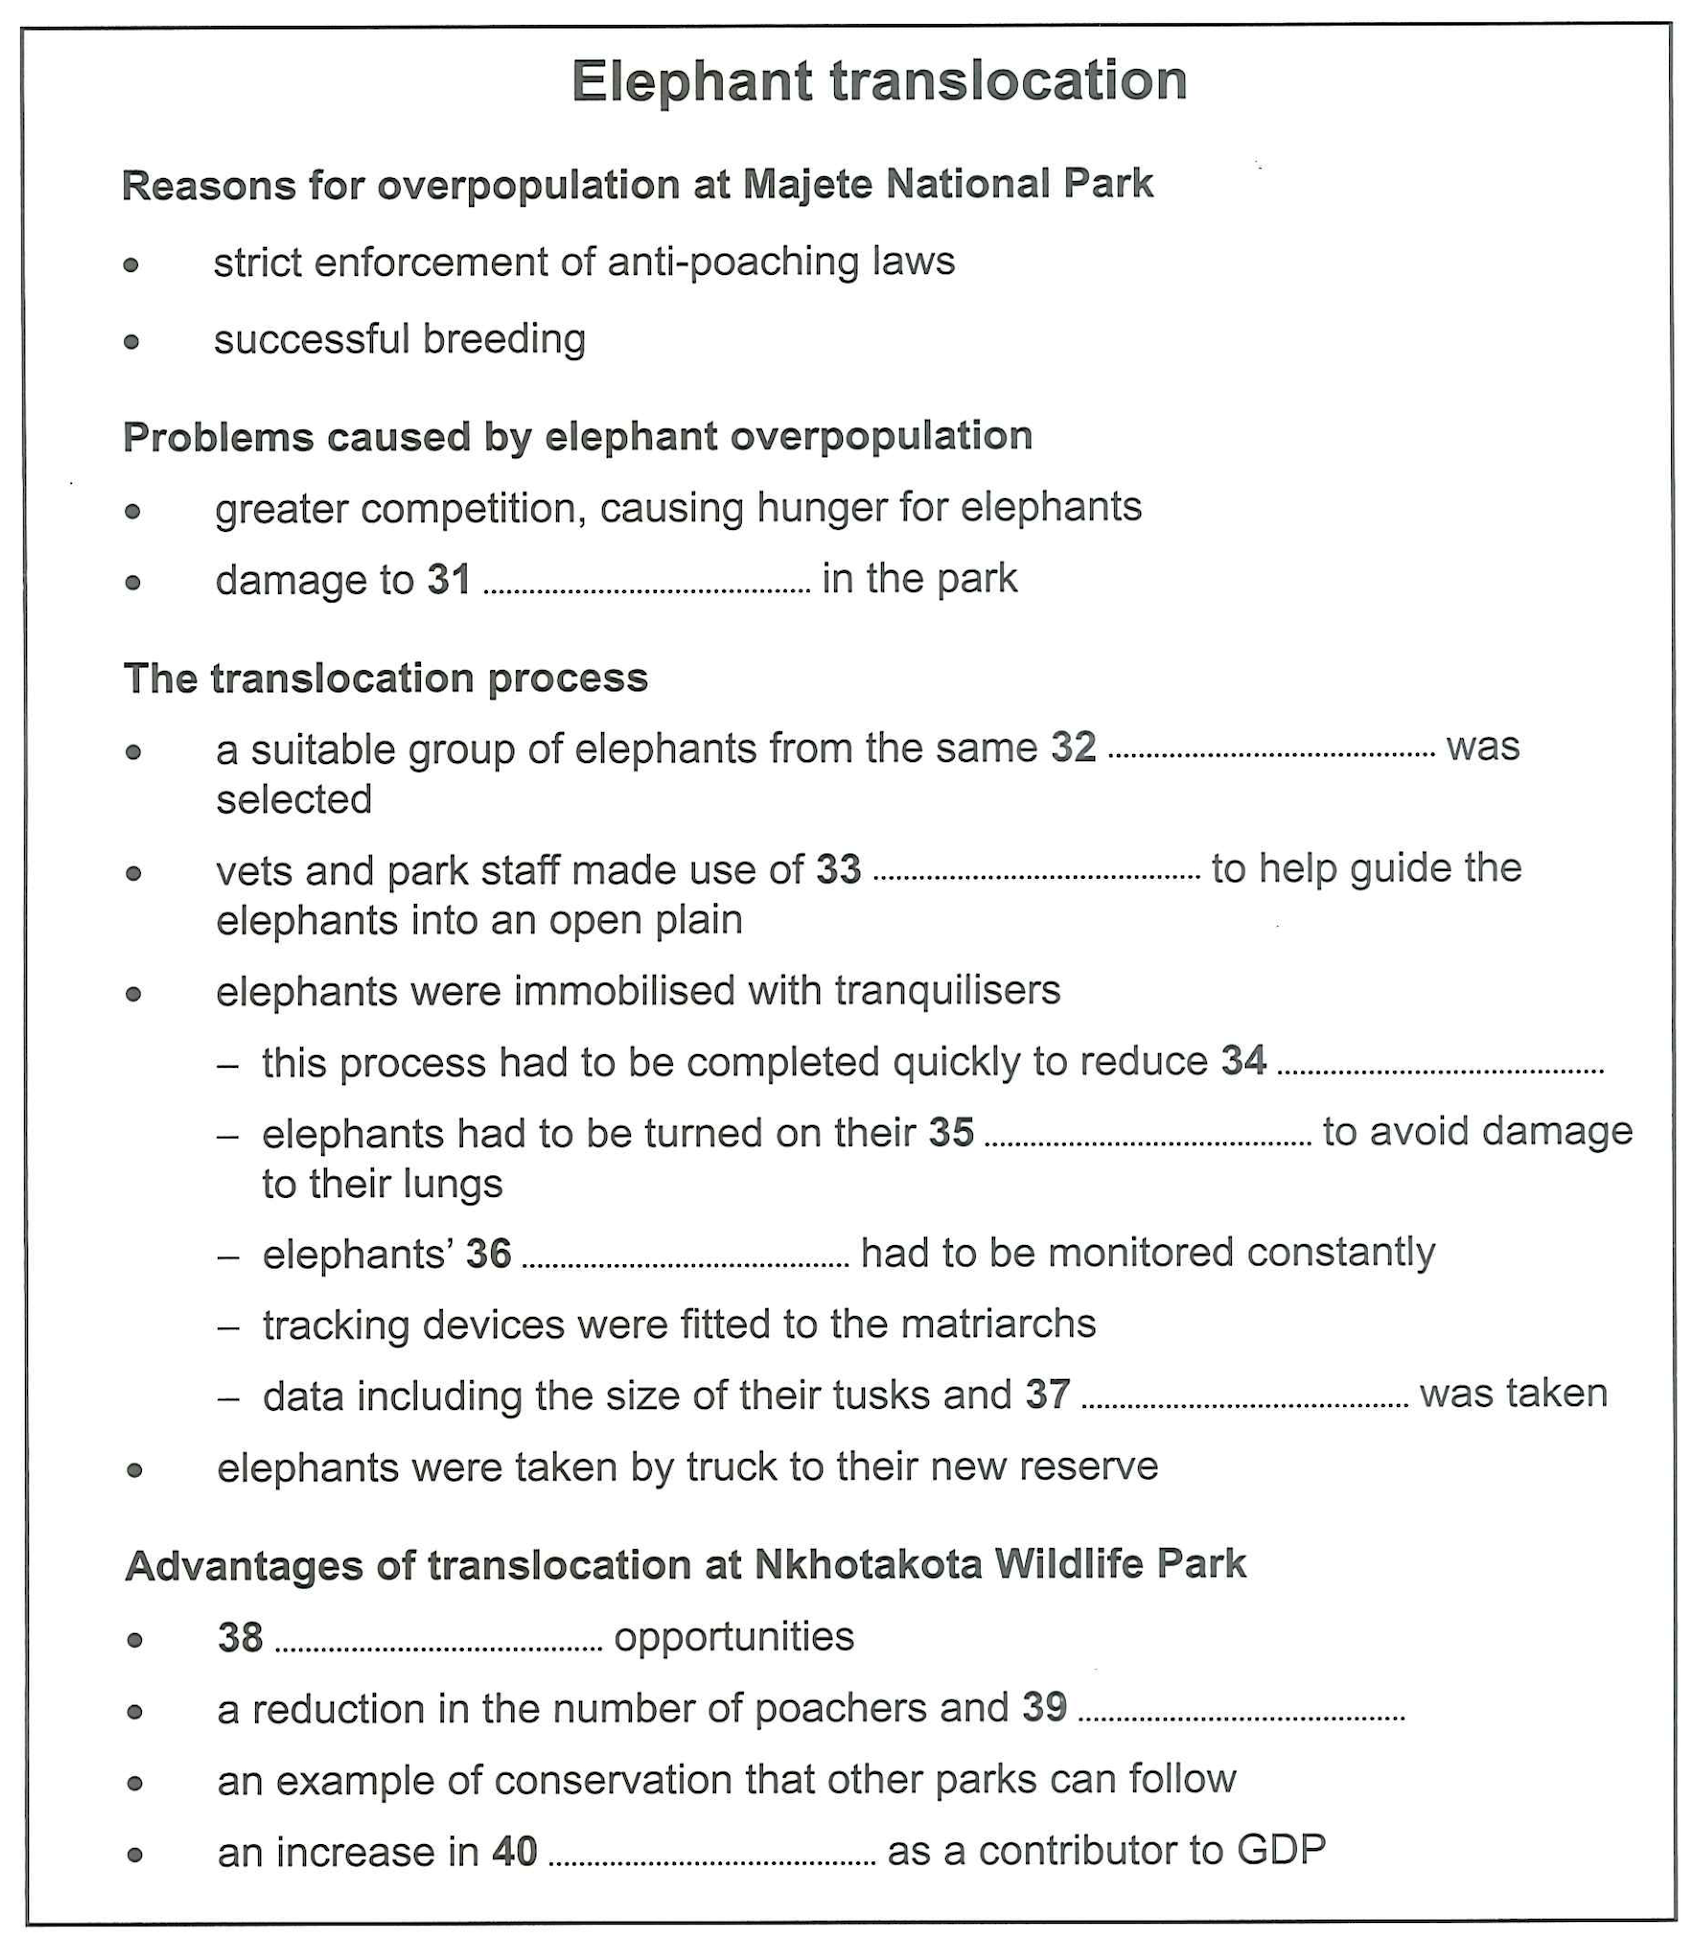 Elephant translocation
Reasons for overpopulation at Majete National Park
• strict enforcement of anti-poaching laws
• successful breeding
Problems caused by elephant overpopulation
• greater competition, causing hunger for elephants
• damage to 31 ........................................ in the park
The translocation process
• a suitable group of elephants from the same 32 ........................................ was
selected
• vets and park staff made use of 33 ........................................ to help guide the
elephants into an open plain
• elephants were immobilised with tranquilisers
– this process had to be completed quickly to reduce 34 ........................................
– elephants had to be turned on their 35 ........................................ to avoid damage
to their lungs
– elephants’ 36 ........................................ had to be monitored constantly
– tracking devices were fitted to the matriarchs
– data including the size of their tusks and 37 ........................................ was taken
• elephants were taken by truck to their new reserve
Advantages of translocation at Nkhotakota Wildlife Park
• 38 ........................................ opportunities
• a reduction in the number of poachers and 39 ........................................
• an example of conservation that other parks can follow
• an increase in 40 ........................................ as a contributor to GDP